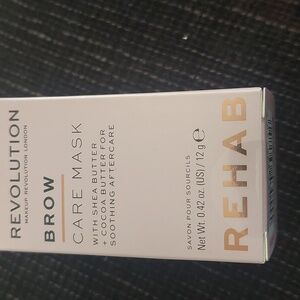 REVOLUTION
MAKEUP REVOLUTION LONDON
BROW
CARE MASK
WITH SHEA BUTTER
+ COCOA BUTTER FOR
SOOTHING AFTERCARE
SAVON POUR SOURCILS
Net Wt. 0.42 oz. (US) / 12 g ℮
REHAB